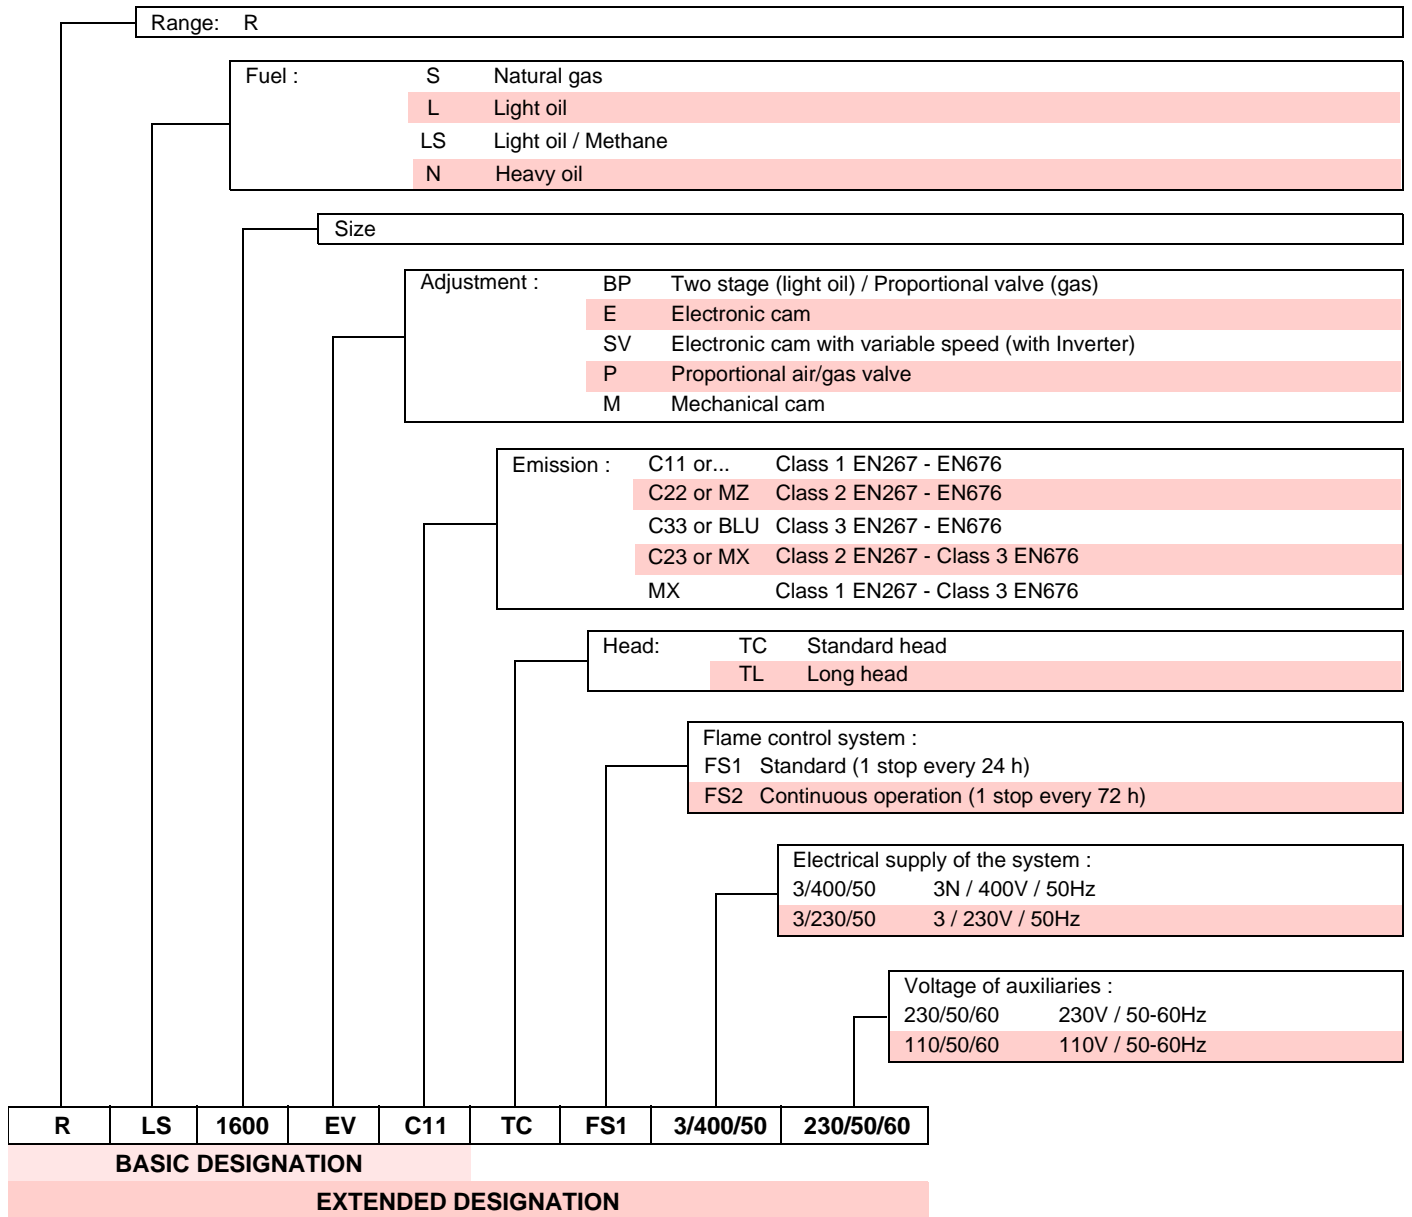 Range: R
Fuel : S Natural gas
L Light oil
LS Light oil / Methane
N Heavy oil
Size
Adjustment : BP Two stage (light oil) / Proportional valve (gas)
E Electronic cam
SV Electronic cam with variable speed (with Inverter)
P Proportional air/gas valve
M Mechanical cam
Emission : C11 or... Class 1 EN267 - EN676
C22 or MZ Class 2 EN267 - EN676
C33 or BLU Class 3 EN267 - EN676
C23 or MX Class 2 EN267 - Class 3 EN676
MX Class 1 EN267 - Class 3 EN676
Head: TC Standard head
TL Long head
Flame control system :
FS1 Standard (1 stop every 24 h)
FS2 Continuous operation (1 stop every 72 h)
Electrical supply of the system :
3/400/50 3N / 400V / 50Hz
3/230/50 3 / 230V / 50Hz
Voltage of auxiliaries :
230/50/60 230V / 50-60Hz
110/50/60 110V / 50-60Hz
R LS 1600 EV C11 TC FS1 3/400/50 230/50/60
BASIC DESIGNATION
EXTENDED DESIGNATION